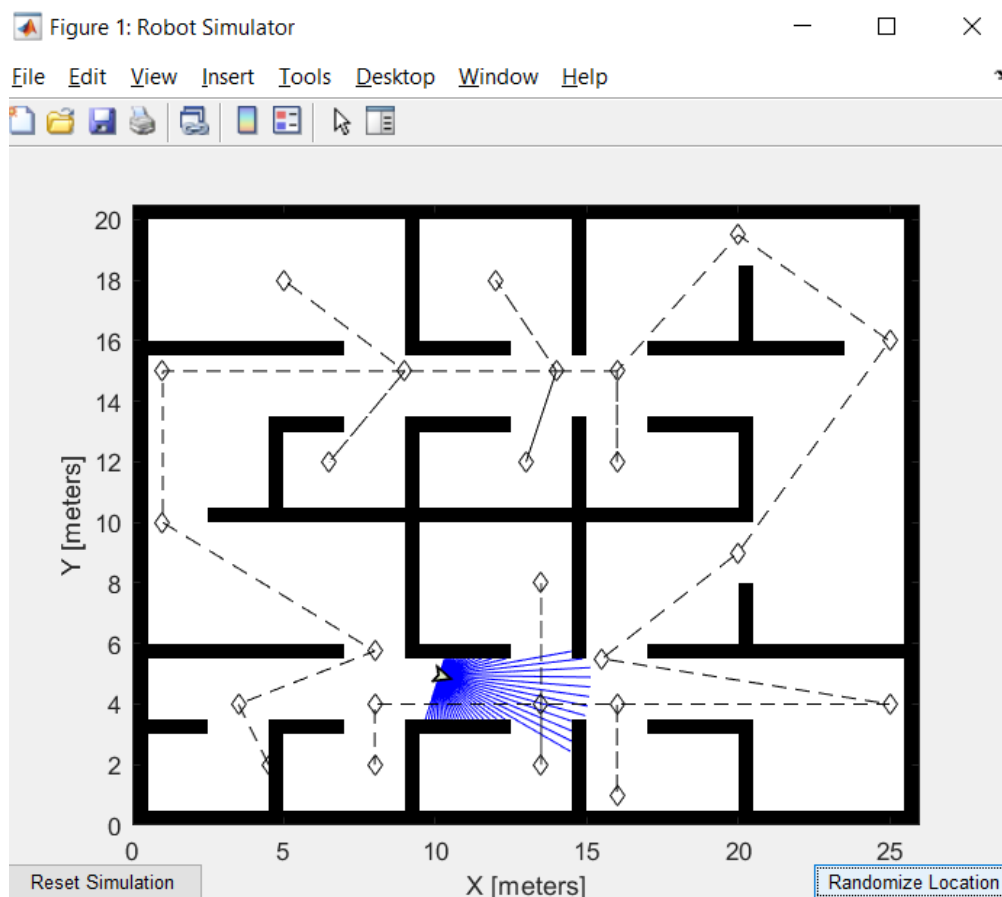 Figure 1: Robot Simulator
File Edit View Insert Tools Desktop Window Help
20
18
16
14
12
10
8
6
4
2
0
Y [meters]
0 5 10 15 20 25
X [meters]
Reset Simulation
Randomize Location